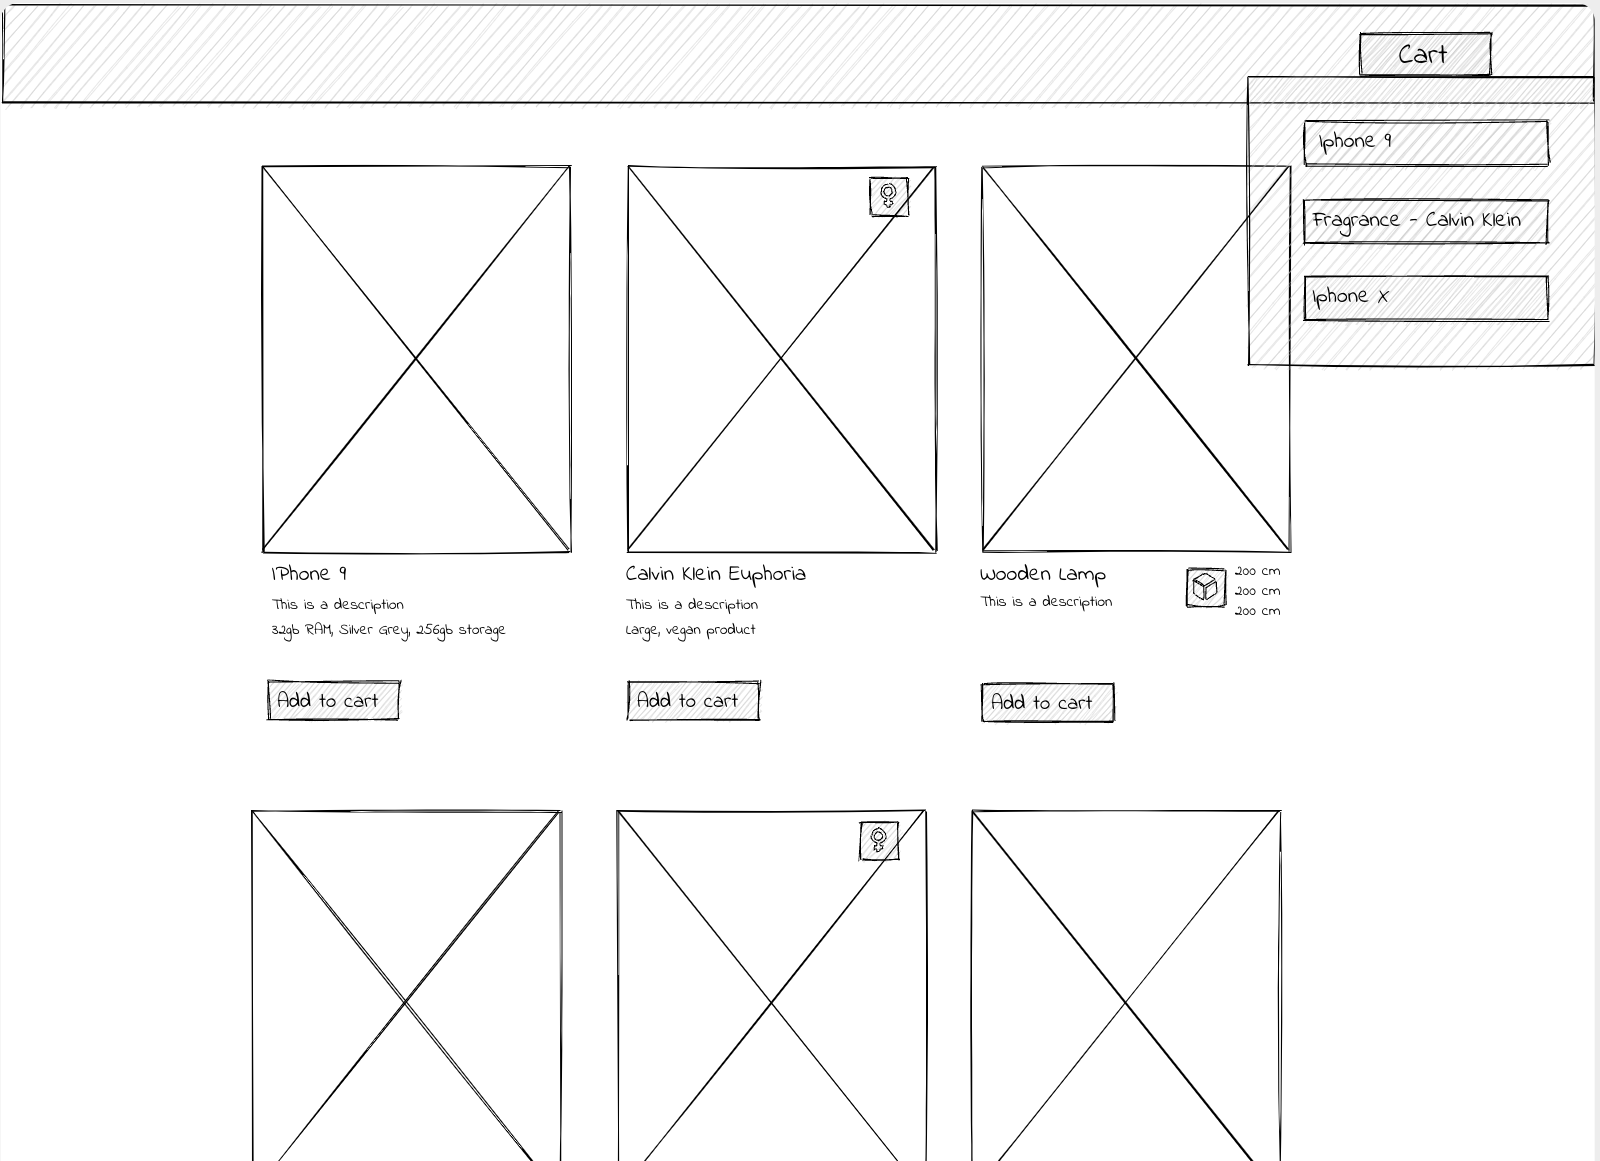 Cart
Iphone 9
Fragrance - Calvin Klein
Iphone X
IPhone 9
This is a description
32gb RAM, Silver Grey, 256gb storage
Add to cart
Calvin Klein Euphoria
This is a description
Large, vegan product
Add to cart
Wooden Lamp
This is a description
200 cm
200 cm
200 cm
Add to cart